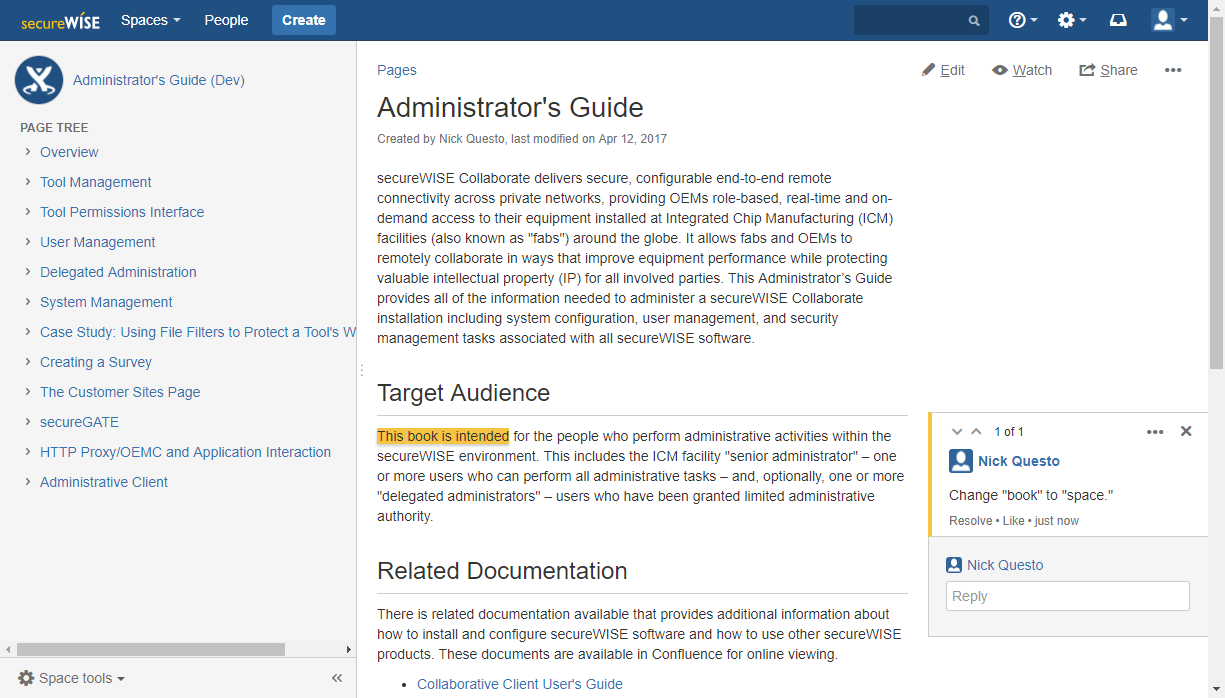 secureWISE Spaces People Create
Administrator's Guide (Dev)
PAGE TREE
Overview
Tool Management
Tool Permissions Interface
User Management
Delegated Administration
System Management
Case Study: Using File Filters to Protect a Tool's W
Creating a Survey
The Customer Sites Page
secureGATE
HTTP Proxy/OEMC and Application Interaction
Administrative Client
Space tools
Pages
Edit Watch Share
Administrator's Guide
Created by Nick Questo, last modified on Apr 12, 2017
secureWISE Collaborate delivers secure, configurable end-to-end remote
connectivity across private networks, providing OEMs role-based, real-time and on-
demand access to their equipment installed at Integrated Chip Manufacturing (ICM)
facilities (also known as "fabs") around the globe. It allows fabs and OEMs to
remotely collaborate in ways that improve equipment performance while protecting
valuable intellectual property (IP) for all involved parties. This Administrator's Guide
provides all of the information needed to administer a secureWISE Collaborate
installation including system configuration, user management, and security
management tasks associated with all secureWISE software.
Target Audience
This book is intended for the people who perform administrative activities within the
secureWISE environment. This includes the ICM facility "senior administrator" – one
or more users who can perform all administrative tasks – and, optionally, one or more
"delegated administrators" – users who have been granted limited administrative
authority.
Related Documentation
There is related documentation available that provides additional information about
how to install and configure secureWISE software and how to use other secureWISE
products. These documents are available in Confluence for online viewing.
• Collaborative Client User's Guide
1 of 1
Nick Questo
Change "book" to "space."
Resolve • Like • just now
Nick Questo
Reply